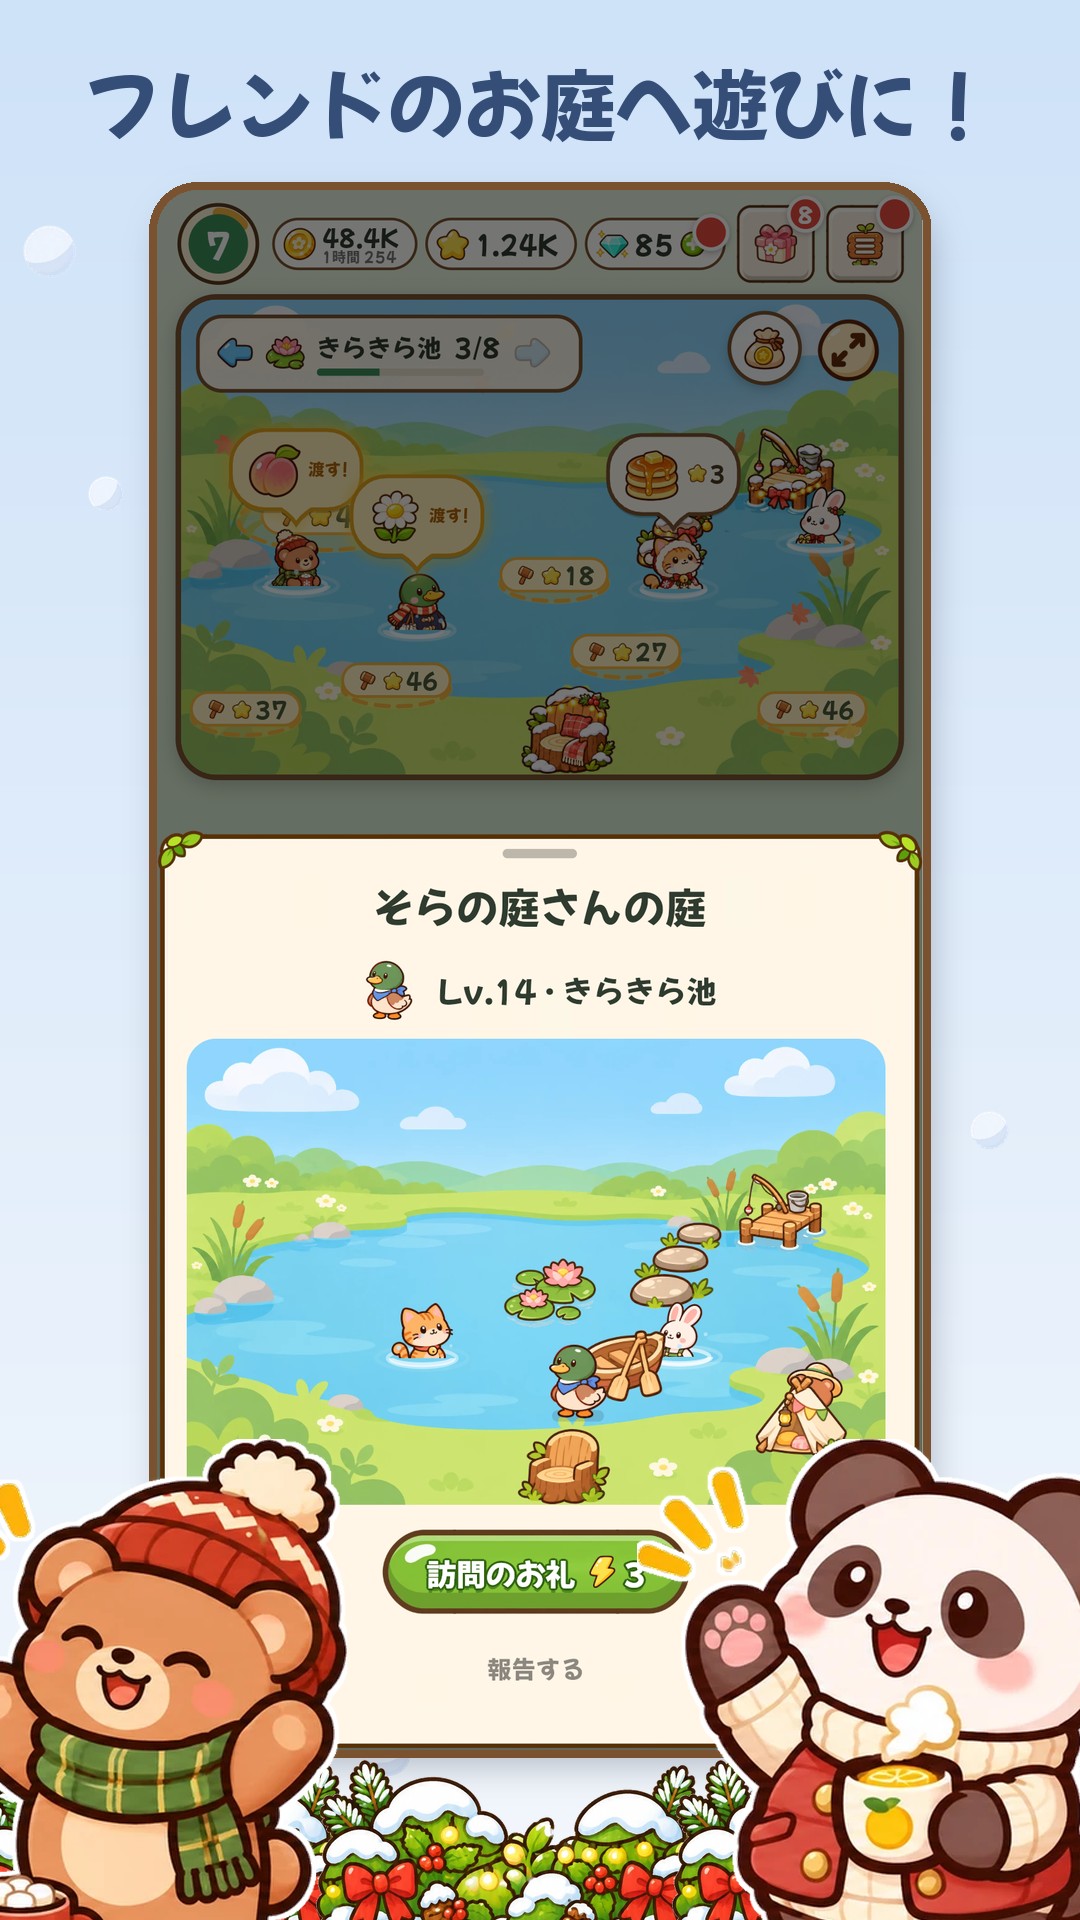 フレンドのお庭へ遊びに！
7
48.4K
1時間 254
1.24K
85
8
きらきら池 3/8
渡す!
4
渡す!
3
18
27
46
37
46
そらの庭さんの庭
Lv.14・きらきら池
訪問のお礼 3
報告する